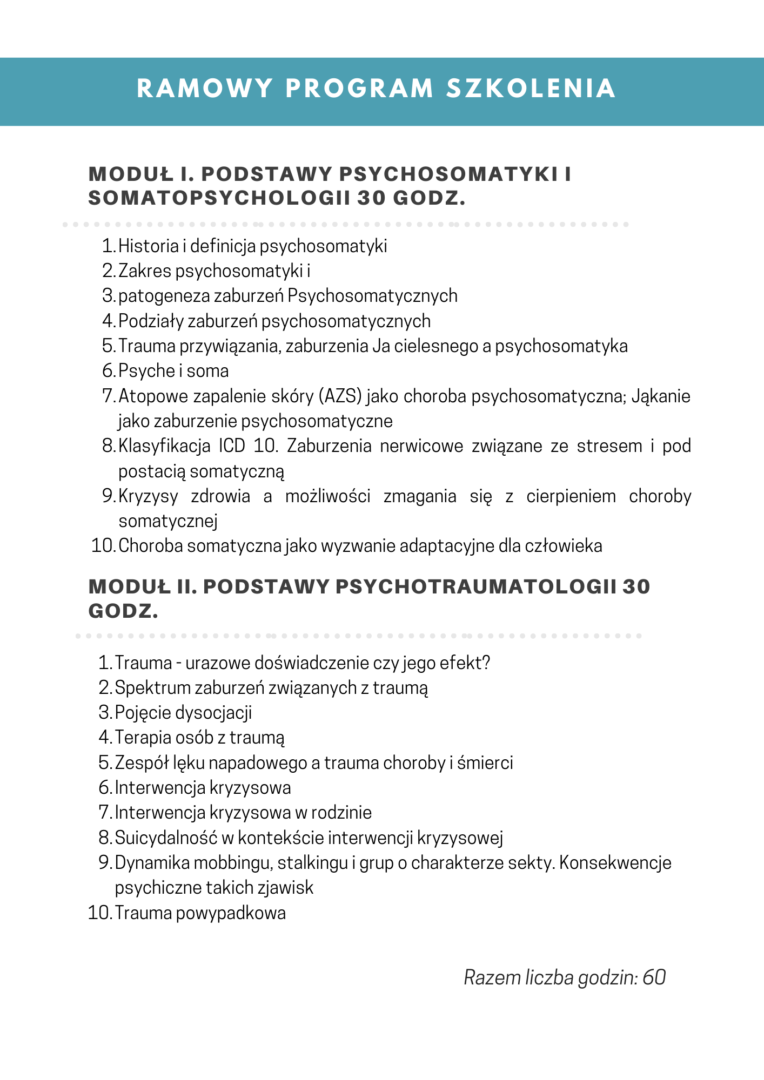 RAMOWY PROGRAM SZKOLENIA
MODUŁ I. PODSTAWY PSYCHOSOMATYKI I
SOMATOPSYCHOLOGII 30 GODZ.
1. Historia i definicja psychosomatyki
2. Zakres psychosomatyki i
3. patogeneza zaburzeń Psychosomatycznych
4. Podziały zaburzeń psychosomatycznych
5. Trauma przywiązania, zaburzenia Ja cielesnego a psychosomatyka
6. Psyche i soma
7. Atopowe zapalenie skóry (AZS) jako choroba psychosomatyczna; Jąkanie
jako zaburzenie psychosomatyczne
8. Klasyfikacja ICD 10. Zaburzenia nerwicowe związane ze stresem i pod
postacią somatyczną
9. Kryzysy zdrowia a możliwości zmagania się z cierpieniem choroby
somatycznej
10. Choroba somatyczna jako wyzwanie adaptacyjne dla człowieka
MODUŁ II. PODSTAWY PSYCHOTRAUMATOLOGII 30
GODZ.
1. Trauma - urazowe doświadczenie czy jego efekt?
2. Spektrum zaburzeń związanych z traumą
3. Pojęcie dysocjacji
4. Terapia osób z traumą
5. Zespół lęku napadowego a trauma choroby i śmierci
6. Interwencja kryzysowa
7. Interwencja kryzysowa w rodzinie
8. Suicydalność w kontekście interwencji kryzysowej
9. Dynamika mobbingu, stalkingu i grup o charakterze sekty. Konsekwencje
psychiczne takich zjawisk
10. Trauma powypadkowa
Razem liczba godzin: 60